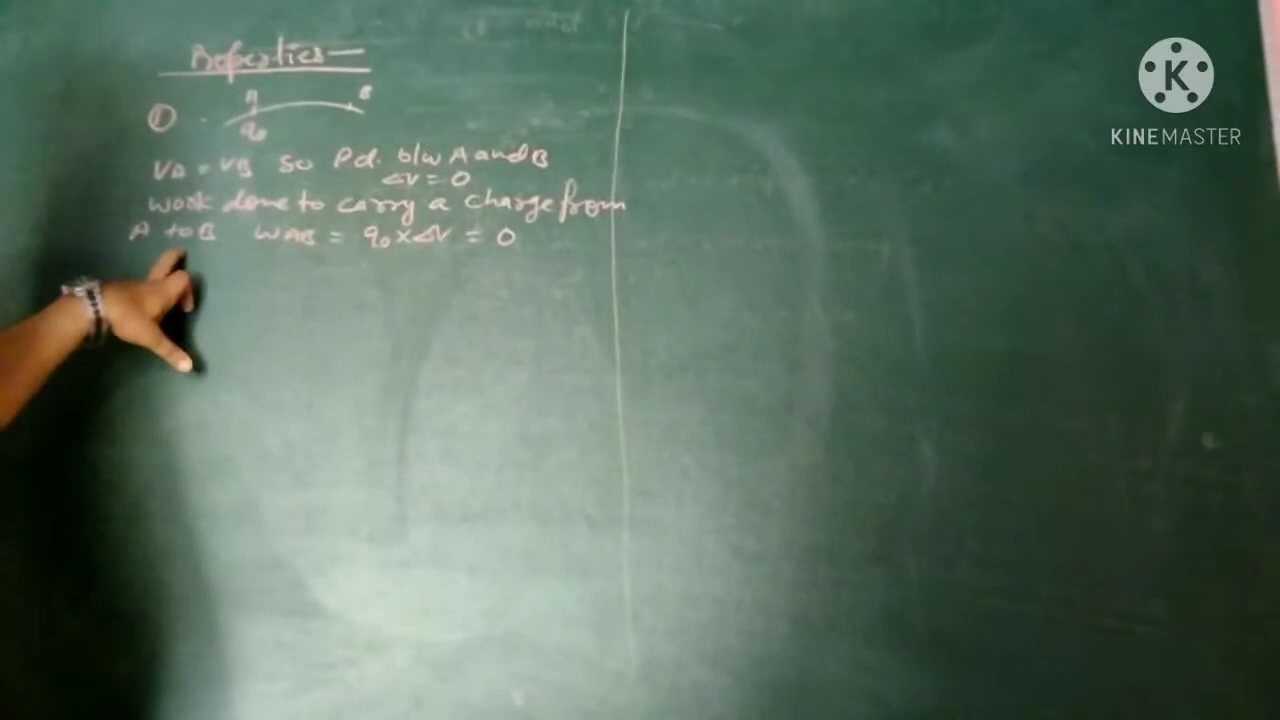 Properties —
① A B
q₀
VA = VB so Pd. b/w A and B
ΔV = 0
work done to carry a charge from
A to B WAB = q₀ × ΔV = 0
K
KINEMASTER